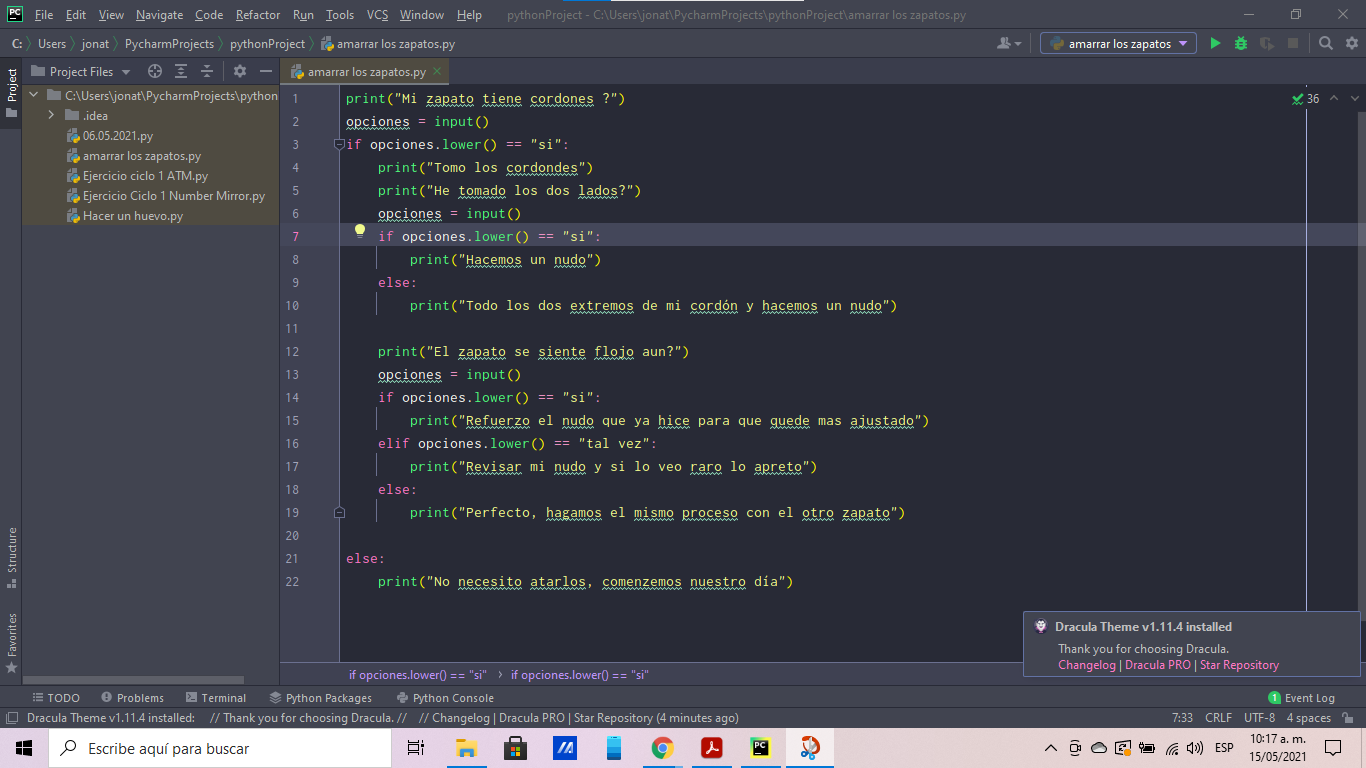 PC File Edit View Navigate Code Refactor Run Tools VCS Window Help pythonProject - C:\Users\jonat\PycharmProjects\pythonProject\amarrar los zapatos.py
C: Users jonat PycharmProjects pythonProject amarrar los zapatos.py amarrar los zapatos
Project
Project Files
C:\Users\jonat\PycharmProjects\python
.idea
06.05.2021.py
amarrar los zapatos.py
Ejercicio ciclo 1 ATM.py
Ejercicio Ciclo 1 Number Mirror.py
Hacer un huevo.py
Structure
Favorites
amarrar los zapatos.py
36
1 print("Mi zapato tiene cordones ?")
2 opciones = input()
3 if opciones.lower() == "si":
4     print("Tomo los cordondes")
5     print("He tomado los dos lados?")
6     opciones = input()
7     if opciones.lower() == "si":
8         print("Hacemos un nudo")
9     else:
10         print("Todo los dos extremos de mi cordón y hacemos un nudo")
11
12     print("El zapato se siente flojo aun?")
13     opciones = input()
14     if opciones.lower() == "si":
15         print("Refuerzo el nudo que ya hice para que quede mas ajustado")
16     elif opciones.lower() == "tal vez":
17         print("Revisar mi nudo y si lo veo raro lo apreto")
18     else:
19         print("Perfecto, hagamos el mismo proceso con el otro zapato")
20
21 else:
22     print("No necesito atarlos, comenzemos nuestro día")
Dracula Theme v1.11.4 installed
Thank you for choosing Dracula.
Changelog | Dracula PRO | Star Repository
if opciones.lower() == "si" if opciones.lower() == "si"
TODO Problems Terminal Python Packages Python Console 1 Event Log
Dracula Theme v1.11.4 installed: // Thank you for choosing Dracula. // // Changelog | Dracula PRO | Star Repository (4 minutes ago) 7:33 CRLF UTF-8 4 spaces
Escribe aquí para buscar
PC
ESP
10:17 a. m.
15/05/2021